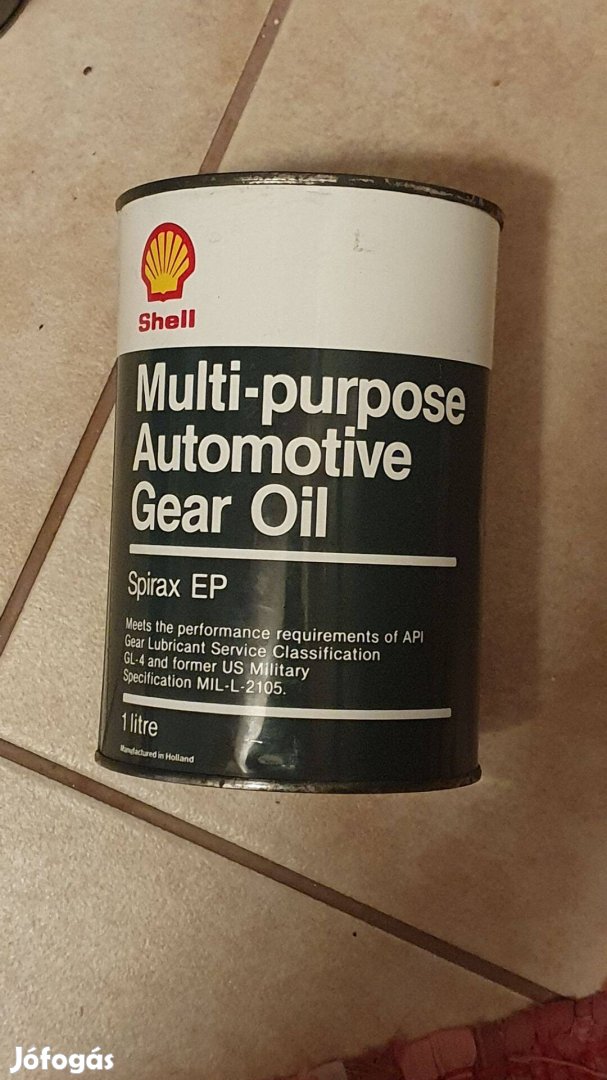 Shell
Multi-purpose
Automotive
Gear Oil
Spirax EP
Meets the performance requirements of API
Gear Lubricant Service Classification
GL-4 and former US Military
Specification MIL-L-2105.
1 litre
Manufactured in Holland
Jófogás